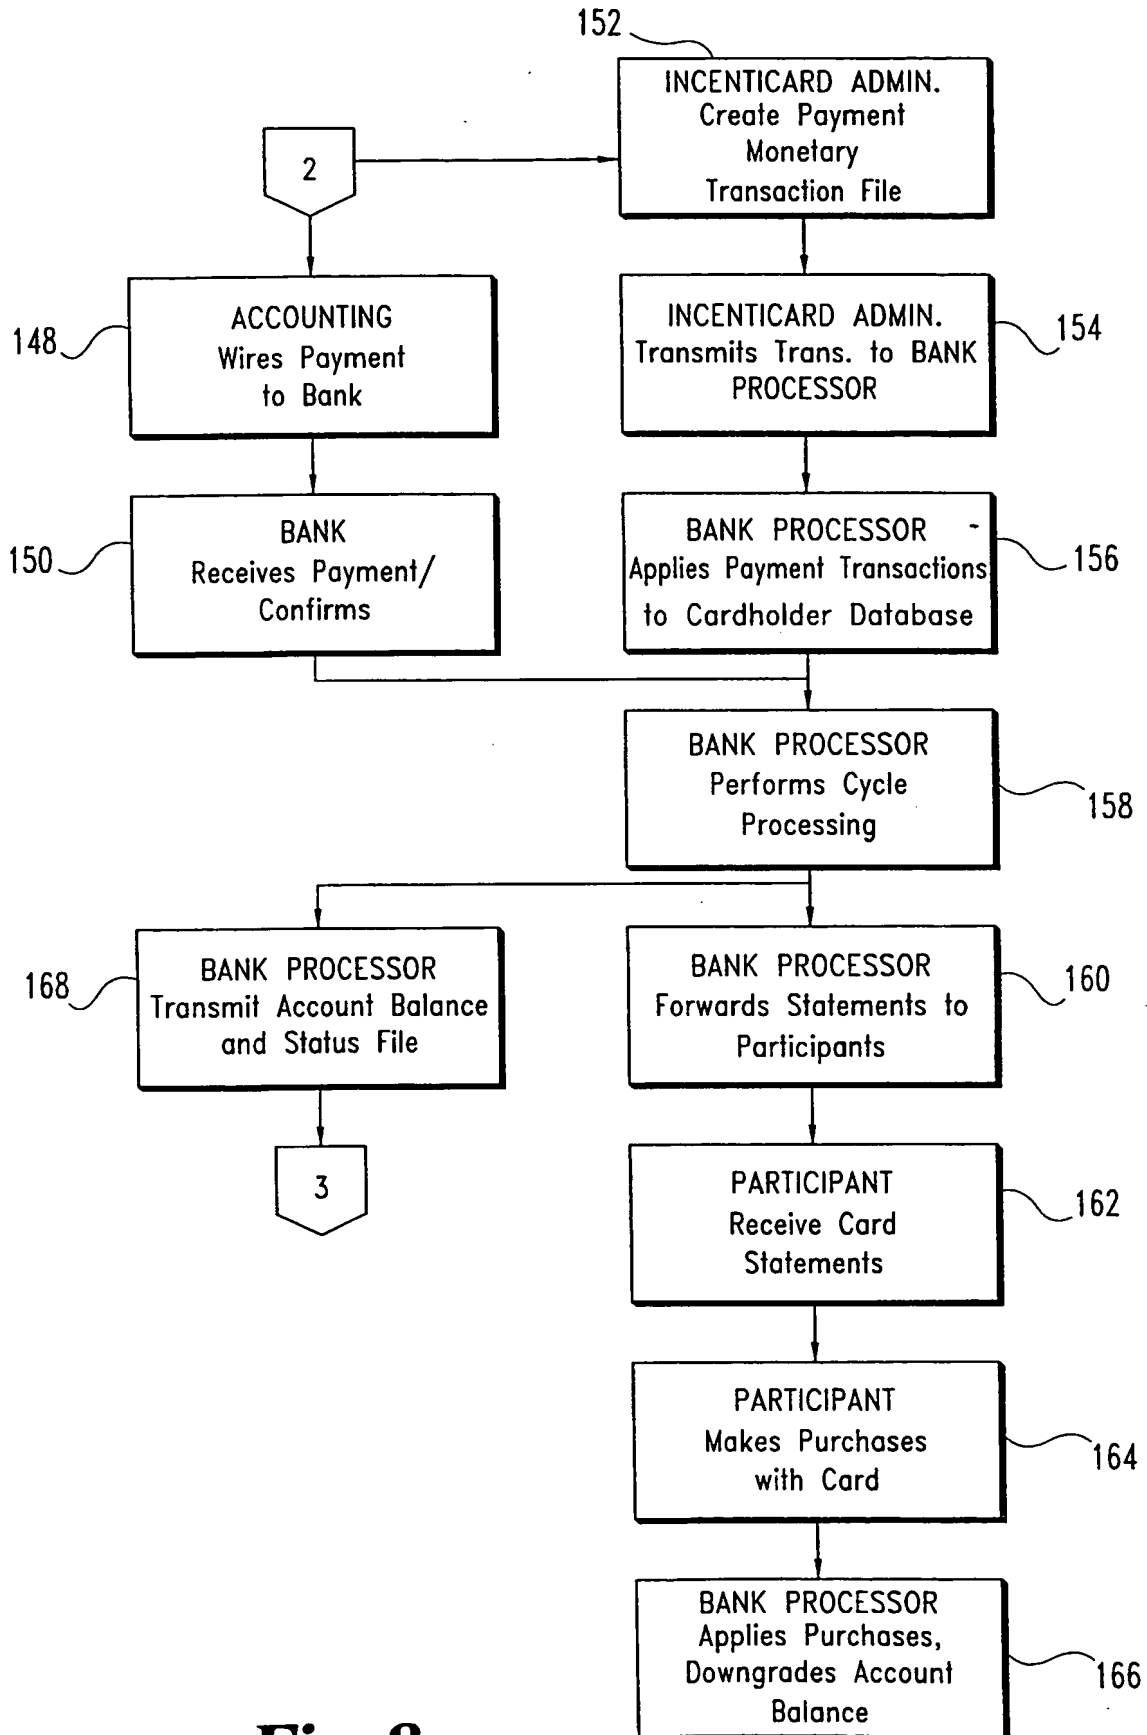 152
INCENTICARD ADMIN.
Create Payment
Monetary
Transaction File
2
148
ACCOUNTING
Wires Payment
to Bank
INCENTICARD ADMIN.
Transmits Trans. to BANK
PROCESSOR
154
150
BANK
Receives Payment/
Confirms
BANK PROCESSOR
Applies Payment Transactions
to Cardholder Database
156
BANK PROCESSOR
Performs Cycle
Processing
158
168
BANK PROCESSOR
Transmit Account Balance
and Status File
BANK PROCESSOR
Forwards Statements to
Participants
160
3
PARTICIPANT
Receive Card
Statements
162
PARTICIPANT
Makes Purchases
with Card
164
BANK PROCESSOR
Applies Purchases,
Downgrades Account
Balance
166